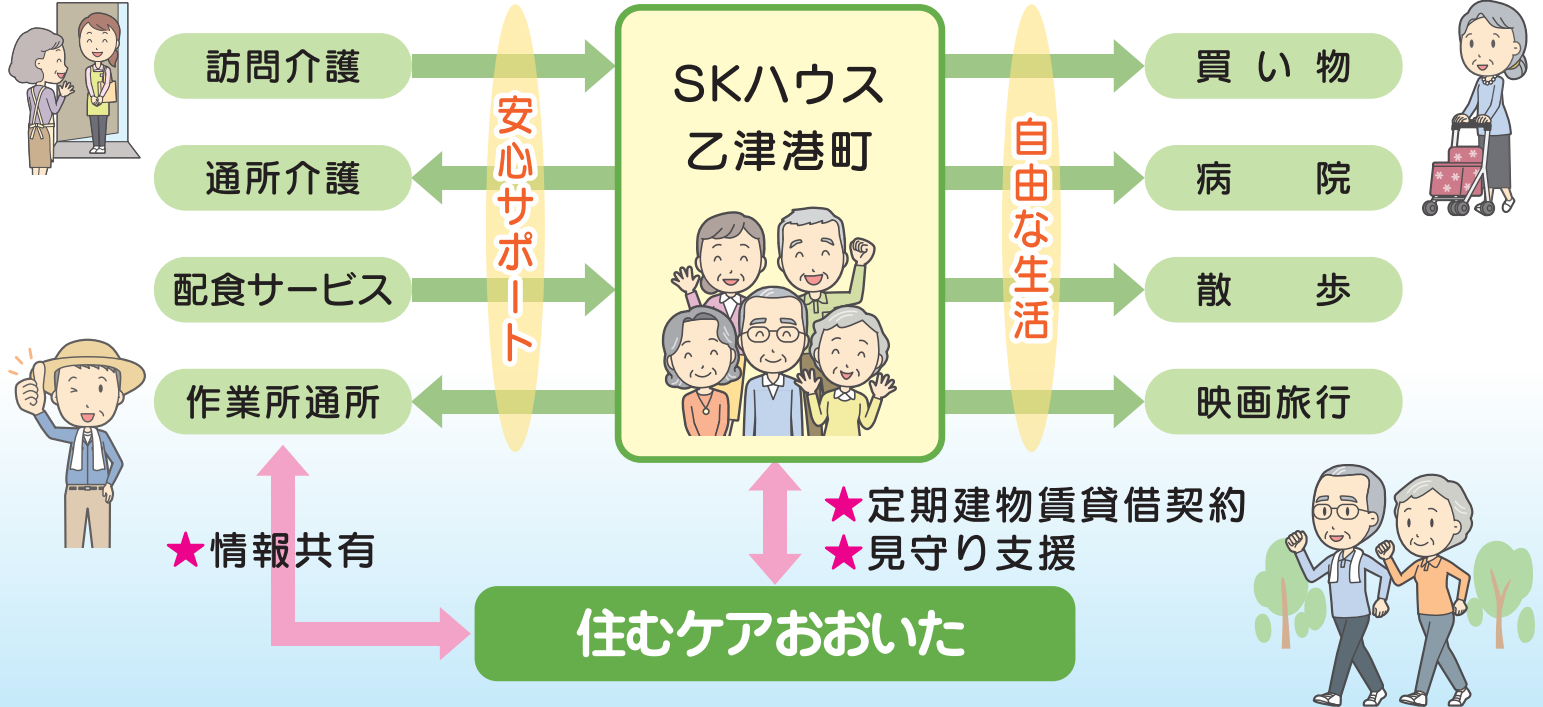 訪問介護
通所介護
配食サービス
作業所通所
安心サポート
SKハウス
乙津港町
自由な生活
買い物
病院
散歩
映画旅行
★情報共有
★定期建物賃貸借契約
★見守り支援
住むケアおおいた